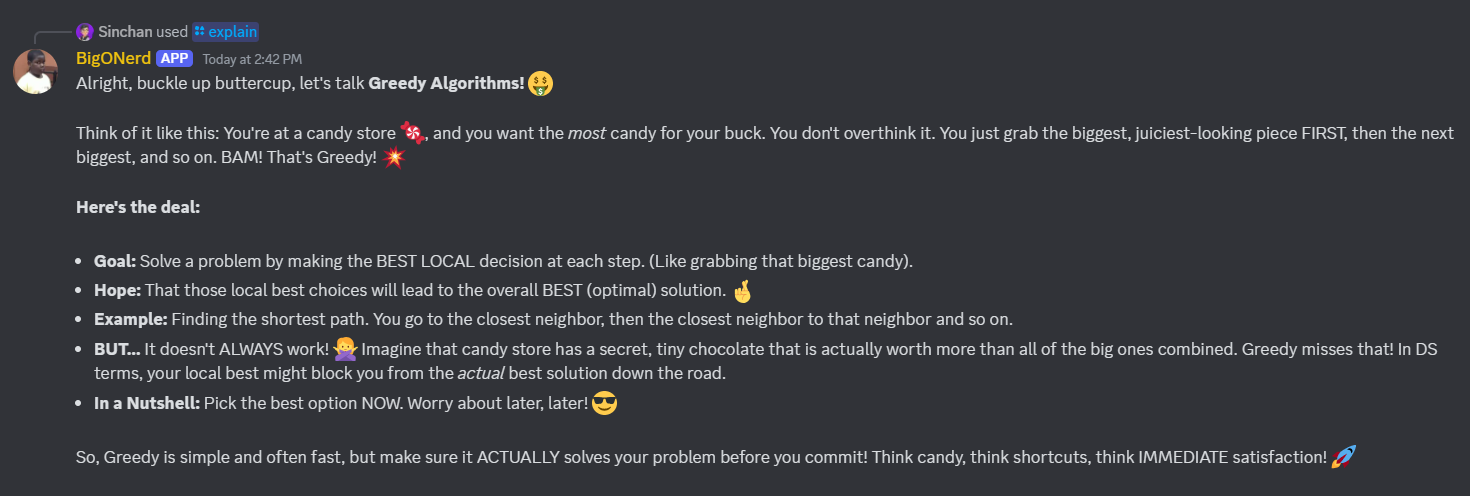 Sinchan used explain
BigONerd APP Today at 2:42 PM
Alright, buckle up buttercup, let's talk Greedy Algorithms! 🤑
Think of it like this: You're at a candy store 🍬, and you want the most candy for your buck. You don't overthink it. You just grab the biggest, juiciest-looking piece FIRST, then the next
biggest, and so on. BAM! That's Greedy! 💥
Here's the deal:
• Goal: Solve a problem by making the BEST LOCAL decision at each step. (Like grabbing that biggest candy).
• Hope: That those local best choices will lead to the overall BEST (optimal) solution. 🤞
• Example: Finding the shortest path. You go to the closest neighbor, then the closest neighbor to that neighbor and so on.
• BUT... It doesn't ALWAYS work! 🙅‍♀️ Imagine that candy store has a secret, tiny chocolate that is actually worth more than all of the big ones combined. Greedy misses that! In DS
terms, your local best might block you from the actual best solution down the road.
• In a Nutshell: Pick the best option NOW. Worry about later, later! 😎
So, Greedy is simple and often fast, but make sure it ACTUALLY solves your problem before you commit! Think candy, think shortcuts, think IMMEDIATE satisfaction! 🚀